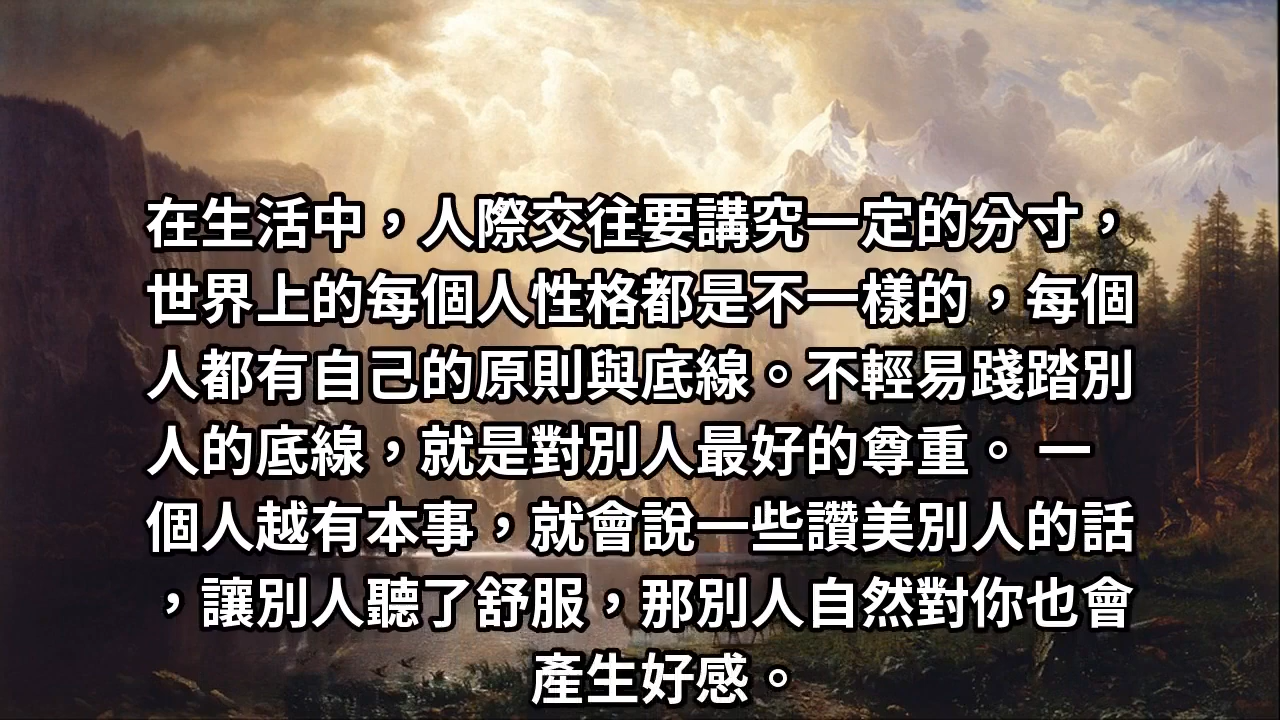 在生活中，人際交往要講究一定的分寸，
世界上的每個人性格都是不一樣的，每個
人都有自己的原則與底線。不輕易踐踏別
人的底線，就是對別人最好的尊重。 一
個人越有本事，就會說一些讚美別人的話
，讓別人聽了舒服，那別人自然對你也會
產生好感。